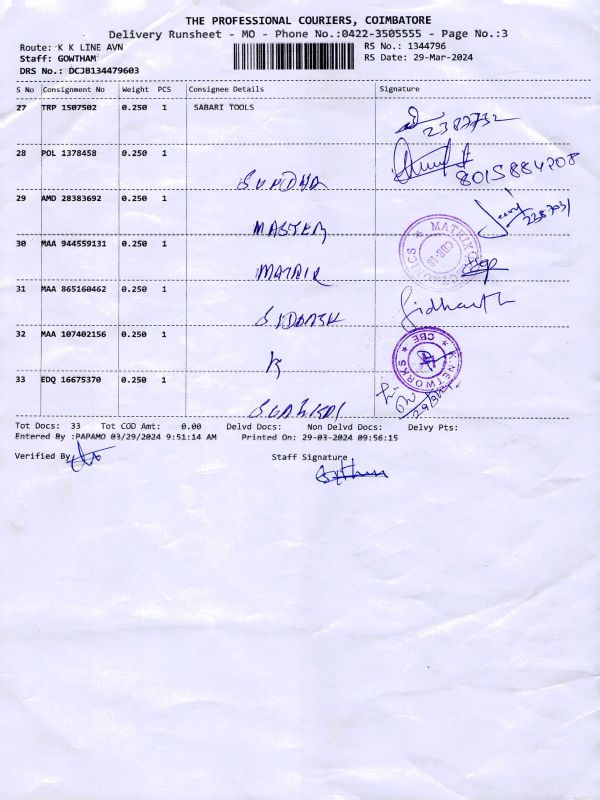 THE PROFESSIONAL COURIERS, COIMBATORE
Delivery Runsheet - MO - Phone No.:0422-3505555 - Page No.:3
Route: K K LINE AVN
RS No.: 1344796
Staff: GOWTHAM
RS Date: 29-Mar-2024
DRS No.: DCJB134479603
S No Consignment No Weight PCS Consignee Details Signature
27 TRP 1507502 0.250 1 SABARI TOOLS
2387732
28 POL 1378458 0.250 1
8015884208
29 AMD 28383692 0.250 1
MASTER
30 MAA 944559131 0.250 1
MATRIX
MATRIX
CBB-18
31 MAA 865160462 0.250 1
Sidharth
32 MAA 107402156 0.250 1
K
K.NETWORKS
CBE
33 EDQ 16675370 0.250 1
Tot Docs: 33 Tot COD Amt: 0.00 Delvd Docs: Non Delvd Docs: Delvy Pts:
Entered By :PAPAMO 03/29/2024 9:51:14 AM Printed On: 29-03-2024 09:56:15
Verified By
Staff Signature